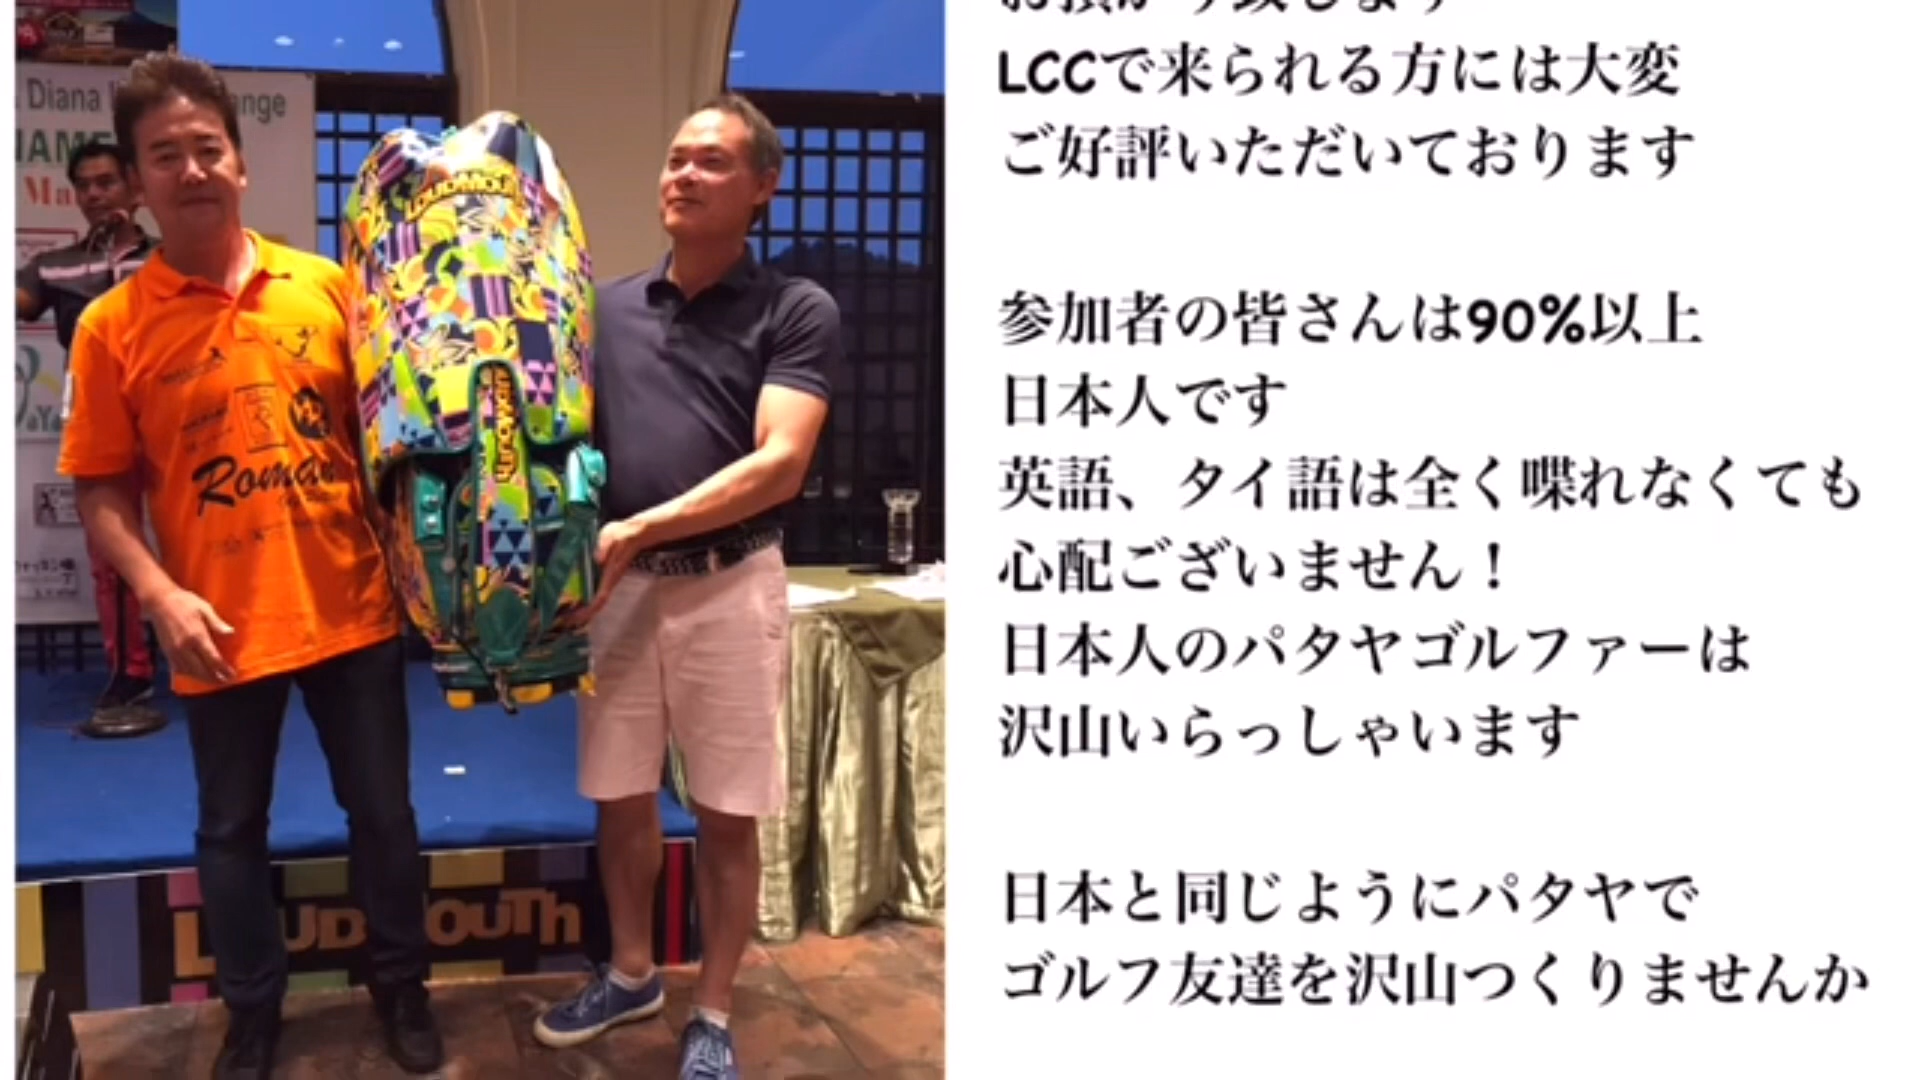 Diana
ange
Ma
LOUDMOUTH
LOUDMOUTH
Roman
LOUDMOUTH
LCCで来られる方には大変
ご好評いただいております
参加者の皆さんは90%以上
日本人です
英語、タイ語は全く喋れなくても
心配ございません！
日本人のパタヤゴルファーは
沢山いらっしゃいます
日本と同じようにパタヤで
ゴルフ友達を沢山つくりませんか